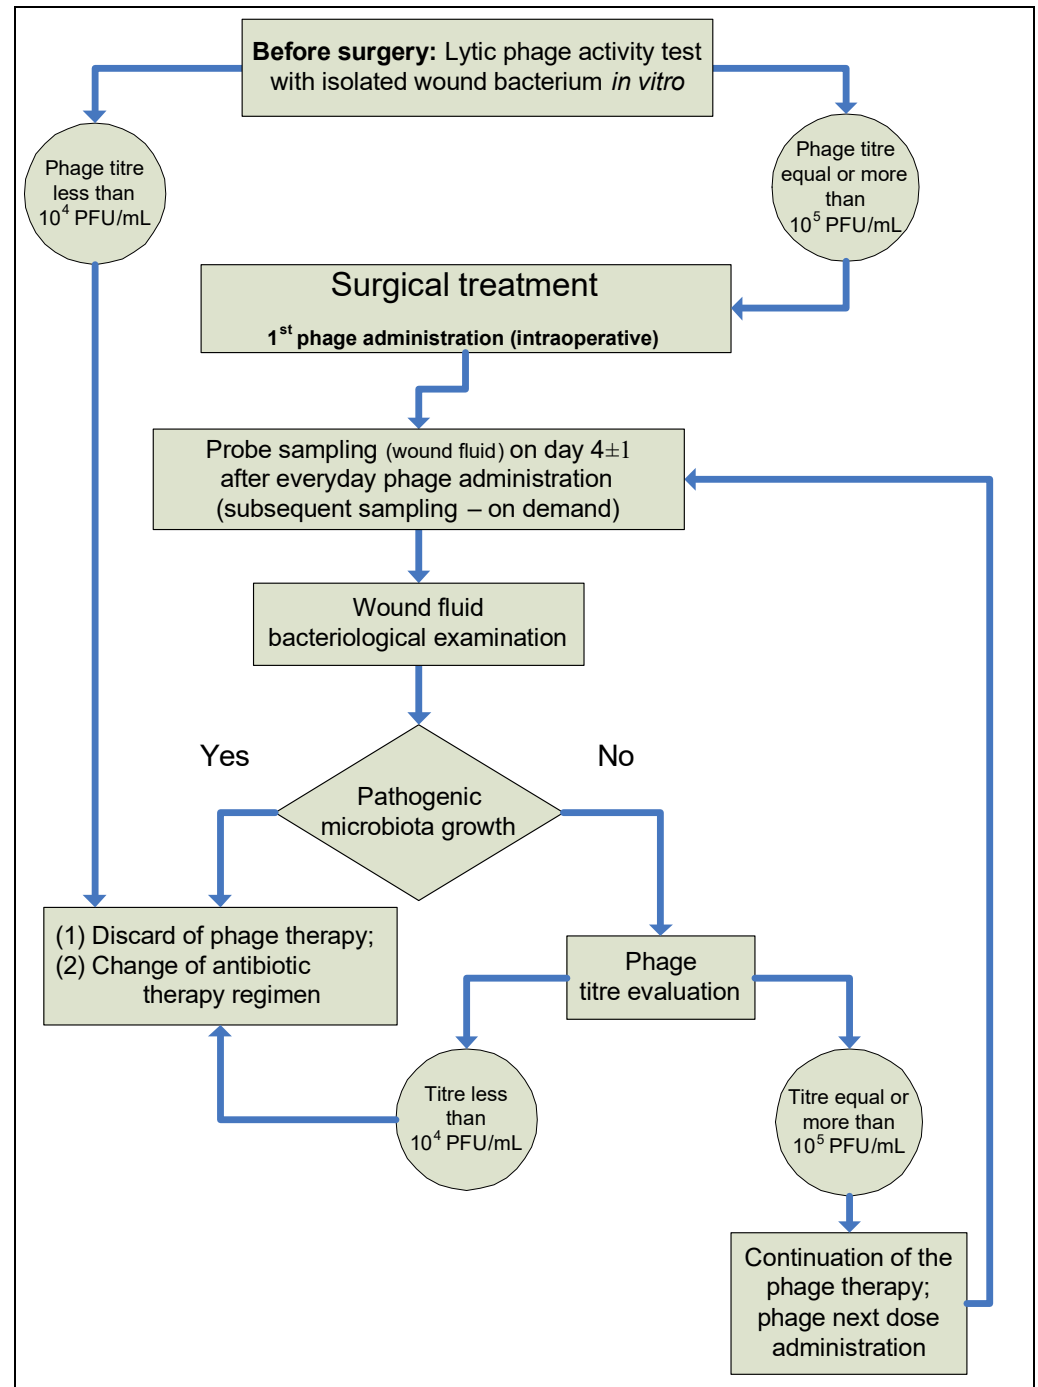 Before surgery: Lytic phage activity test
with isolated wound bacterium in vitro
Phage titre
less than
10⁴ PFU/mL
Phage titre
equal or more
than
10⁵ PFU/mL
Surgical treatment
1ˢᵗ phage administration (intraoperative)
Probe sampling (wound fluid) on day 4±1
after everyday phage administration
(subsequent sampling – on demand)
Wound fluid
bacteriological examination
Yes
No
Pathogenic
microbiota growth
(1) Discard of phage therapy;
(2) Change of antibiotic
therapy regimen
Phage
titre evaluation
Titre less
than
10⁴ PFU/mL
Titre equal or
more than
10⁵ PFU/mL
Continuation of the
phage therapy;
phage next dose
administration